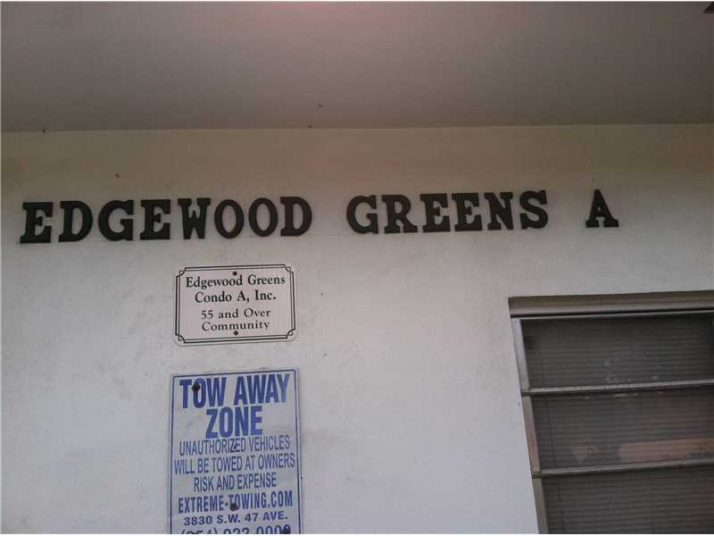 EDGEWOOD GREENS A
Edgewood Greens
Condo A, Inc.
55 and Over
Community
TOW AWAY
ZONE
UNAUTHORIZED VEHICLES
WILL BE TOWED AT OWNERS
RISK AND EXPENSE
EXTREME-TOWING.COM
3830 S.W. 47 AVE.